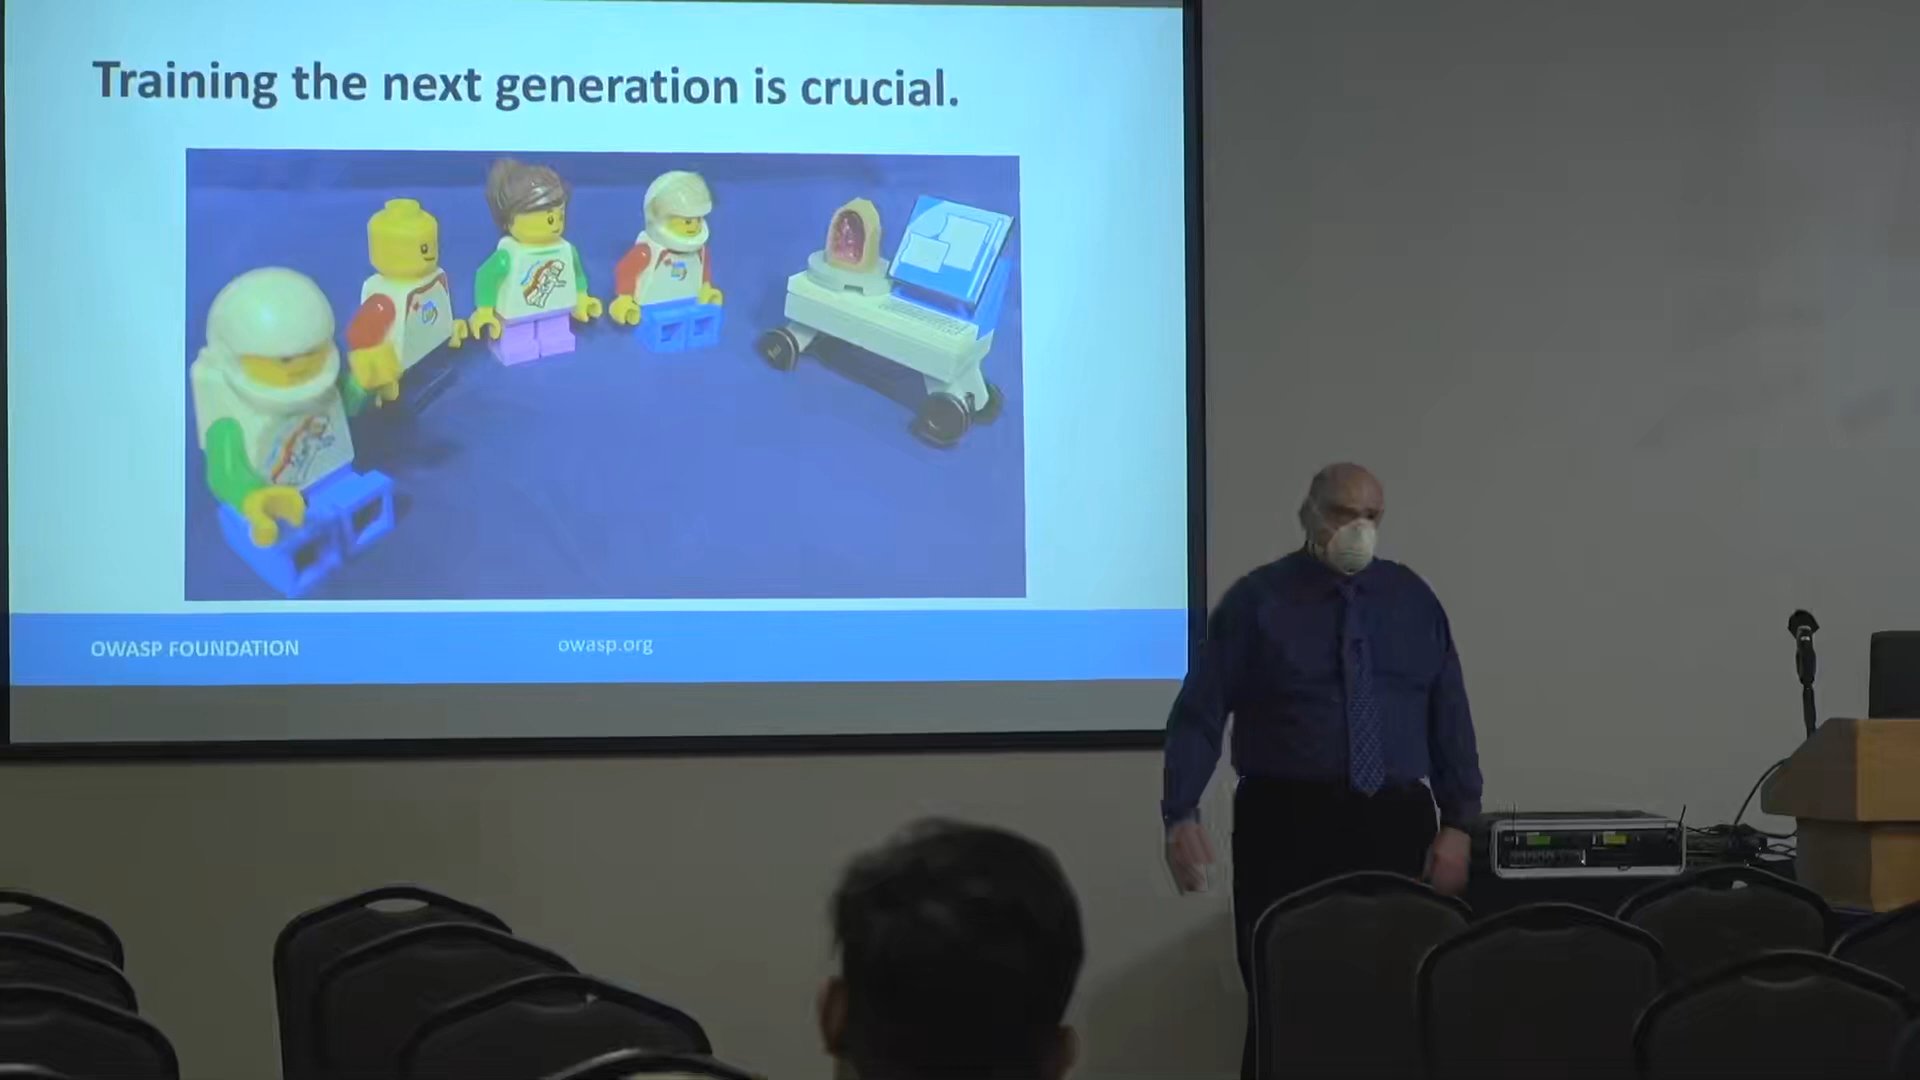 Training the next generation is crucial.
OWASP FOUNDATION
owasp.org